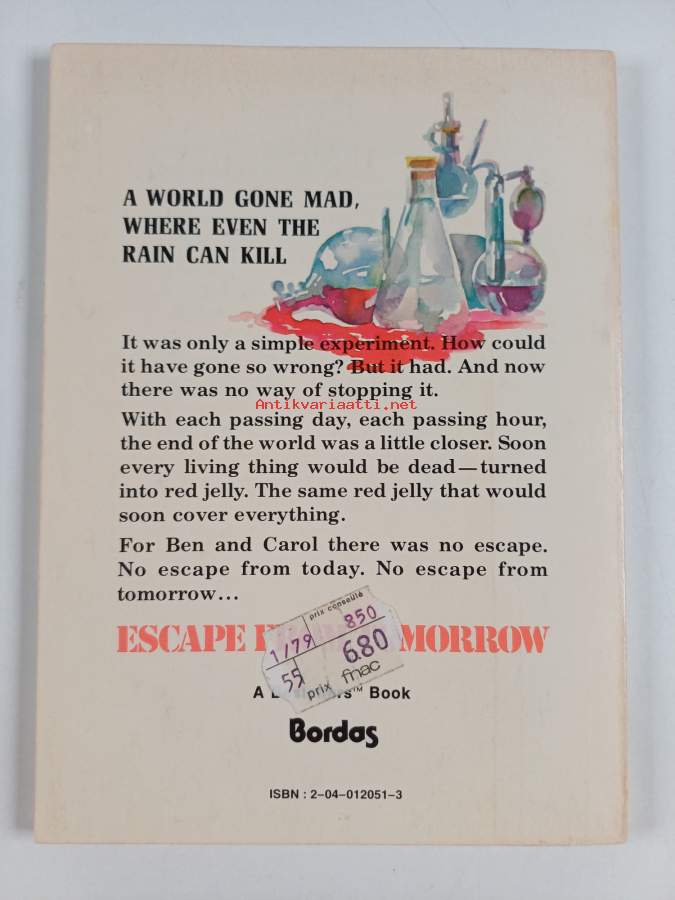 A WORLD GONE MAD,
WHERE EVEN THE
RAIN CAN KILL
It was only a simple experiment. How could
it have gone so wrong? But it had. And now
there was no way of stopping it.
Antikvariaatti.net
With each passing day, each passing hour,
the end of the world was a little closer. Soon
every living thing would be dead—turned
into red jelly. The same red jelly that would
soon cover everything.
For Ben and Carol there was no escape.
No escape from today. No escape from
tomorrow...
ESCAPE MORROW
prix conseillé
1/79 850
55 680
prix fnac
A Book
Bordas
ISBN : 2-04-012051-3